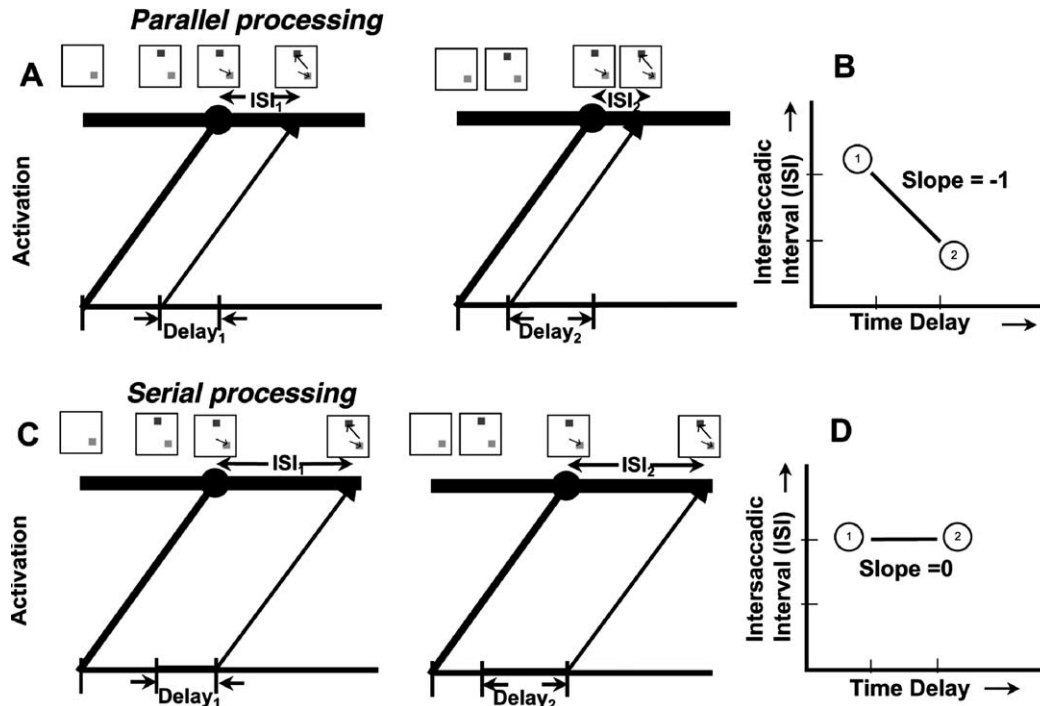 Parallel processing
A
ISI₁
ISI₂
Activation
Delay₁
Delay₂
B
Intersaccadic
Interval (ISI)
1
Slope = -1
2
Time Delay
Serial processing
C
ISI₁
ISI₂
Activation
Delay₁
Delay₂
D
Intersaccadic
Interval (ISI)
1
2
Slope =0
Time Delay